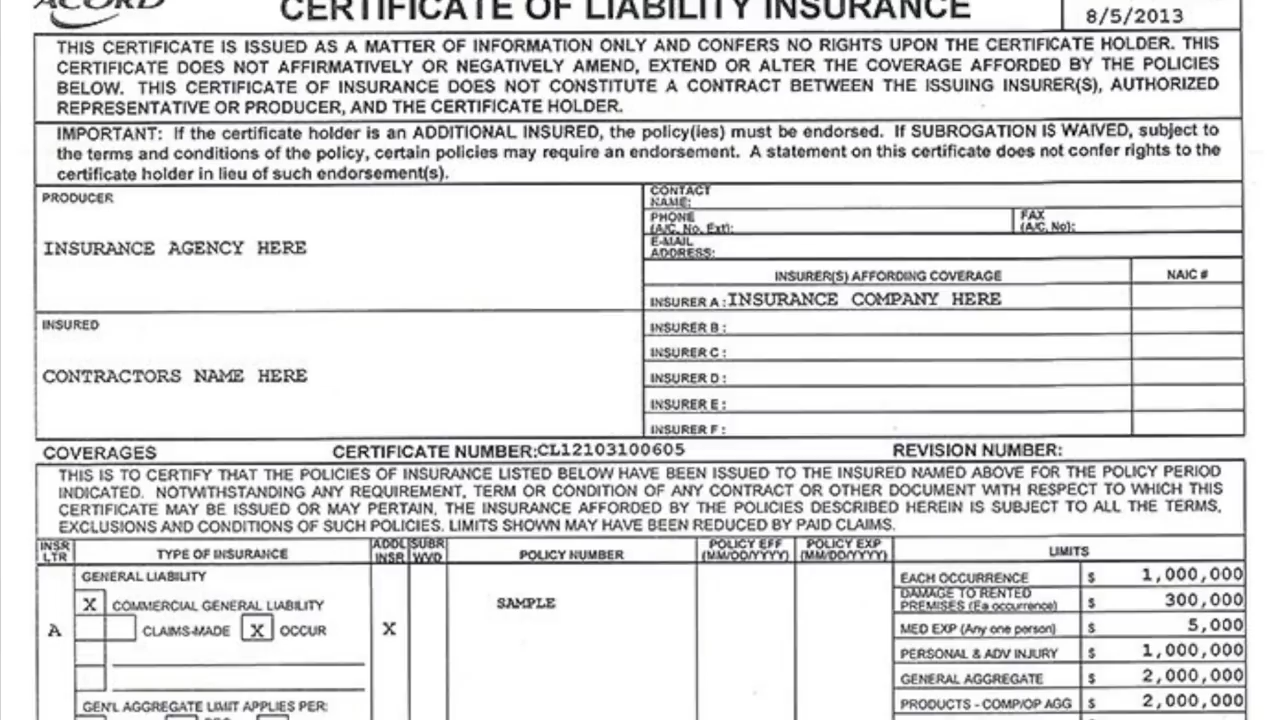 ACORD
CERTIFICATE OF LIABILITY INSURANCE
8/5/2013
THIS CERTIFICATE IS ISSUED AS A MATTER OF INFORMATION ONLY AND CONFERS NO RIGHTS UPON THE CERTIFICATE HOLDER. THIS
CERTIFICATE DOES NOT AFFIRMATIVELY OR NEGATIVELY AMEND, EXTEND OR ALTER THE COVERAGE AFFORDED BY THE POLICIES
BELOW. THIS CERTIFICATE OF INSURANCE DOES NOT CONSTITUTE A CONTRACT BETWEEN THE ISSUING INSURER(S), AUTHORIZED
REPRESENTATIVE OR PRODUCER, AND THE CERTIFICATE HOLDER.
IMPORTANT: If the certificate holder is an ADDITIONAL INSURED, the policy(ies) must be endorsed. If SUBROGATION IS WAIVED, subject to
the terms and conditions of the policy, certain policies may require an endorsement. A statement on this certificate does not confer rights to the
certificate holder in lieu of such endorsement(s).
PRODUCER
INSURANCE AGENCY HERE
CONTACT
NAME:
PHONE
(A/C, No, Ext):
FAX
(A/C, No):
E-MAIL
ADDRESS:
INSURER(S) AFFORDING COVERAGE NAIC #
INSURER A : INSURANCE COMPANY HERE
INSURED
CONTRACTORS NAME HERE
INSURER B :
INSURER C :
INSURER D :
INSURER E :
INSURER F :
COVERAGES CERTIFICATE NUMBER:CL12103100605 REVISION NUMBER:
THIS IS TO CERTIFY THAT THE POLICIES OF INSURANCE LISTED BELOW HAVE BEEN ISSUED TO THE INSURED NAMED ABOVE FOR THE POLICY PERIOD
INDICATED. NOTWITHSTANDING ANY REQUIREMENT, TERM OR CONDITION OF ANY CONTRACT OR OTHER DOCUMENT WITH RESPECT TO WHICH THIS
CERTIFICATE MAY BE ISSUED OR MAY PERTAIN, THE INSURANCE AFFORDED BY THE POLICIES DESCRIBED HEREIN IS SUBJECT TO ALL THE TERMS,
EXCLUSIONS AND CONDITIONS OF SUCH POLICIES. LIMITS SHOWN MAY HAVE BEEN REDUCED BY PAID CLAIMS.
INSR
LTR
TYPE OF INSURANCE
ADDL SUBR
INSR WVD
POLICY NUMBER
POLICY EFF
(MM/DD/YYYY)
POLICY EXP
(MM/DD/YYYY)
LIMITS
GENERAL LIABILITY
X COMMERCIAL GENERAL LIABILITY
A CLAIMS-MADE X OCCUR X
SAMPLE
EACH OCCURRENCE $ 1,000,000
DAMAGE TO RENTED
PREMISES (Ea occurrence) $ 300,000
MED EXP (Any one person) $ 5,000
PERSONAL & ADV INJURY $ 1,000,000
GENERAL AGGREGATE $ 2,000,000
GEN'L AGGREGATE LIMIT APPLIES PER:
PRODUCTS - COMP/OP AGG $ 2,000,000